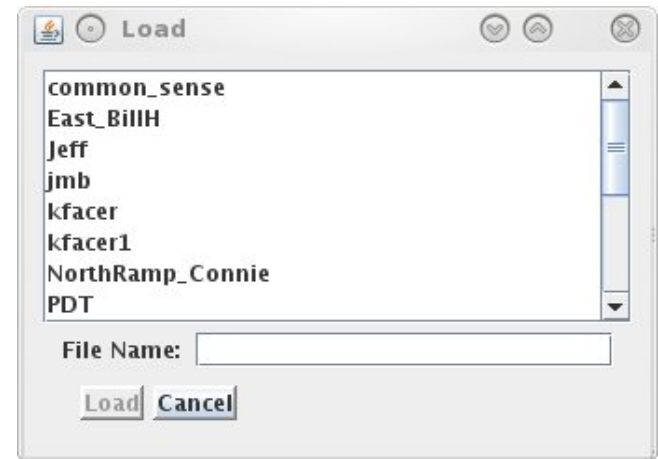 Load
common_sense
East_BillH
Jeff
jmb
kfacer
kfacer1
NorthRamp_Connie
PDT
File Name:
Load Cancel